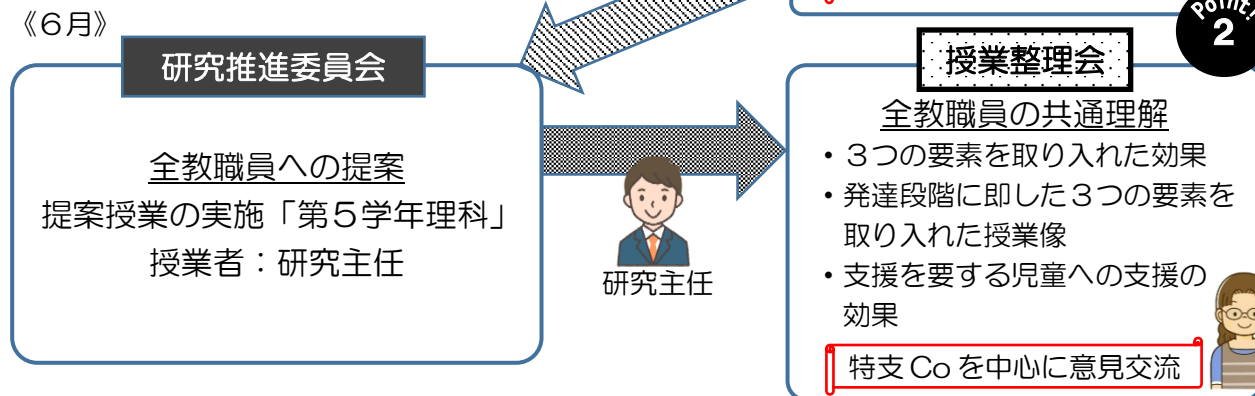 《6月》
研究推進委員会
全教職員への提案
提案授業の実施「第5学年理科」
授業者：研究主任
研究主任
Point!
2
授業整理会
全教職員の共通理解
・3つの要素を取り入れた効果
・発達段階に即した3つの要素を
取り入れた授業像
・支援を要する児童への支援の
効果
特支 Co を中心に意見交流